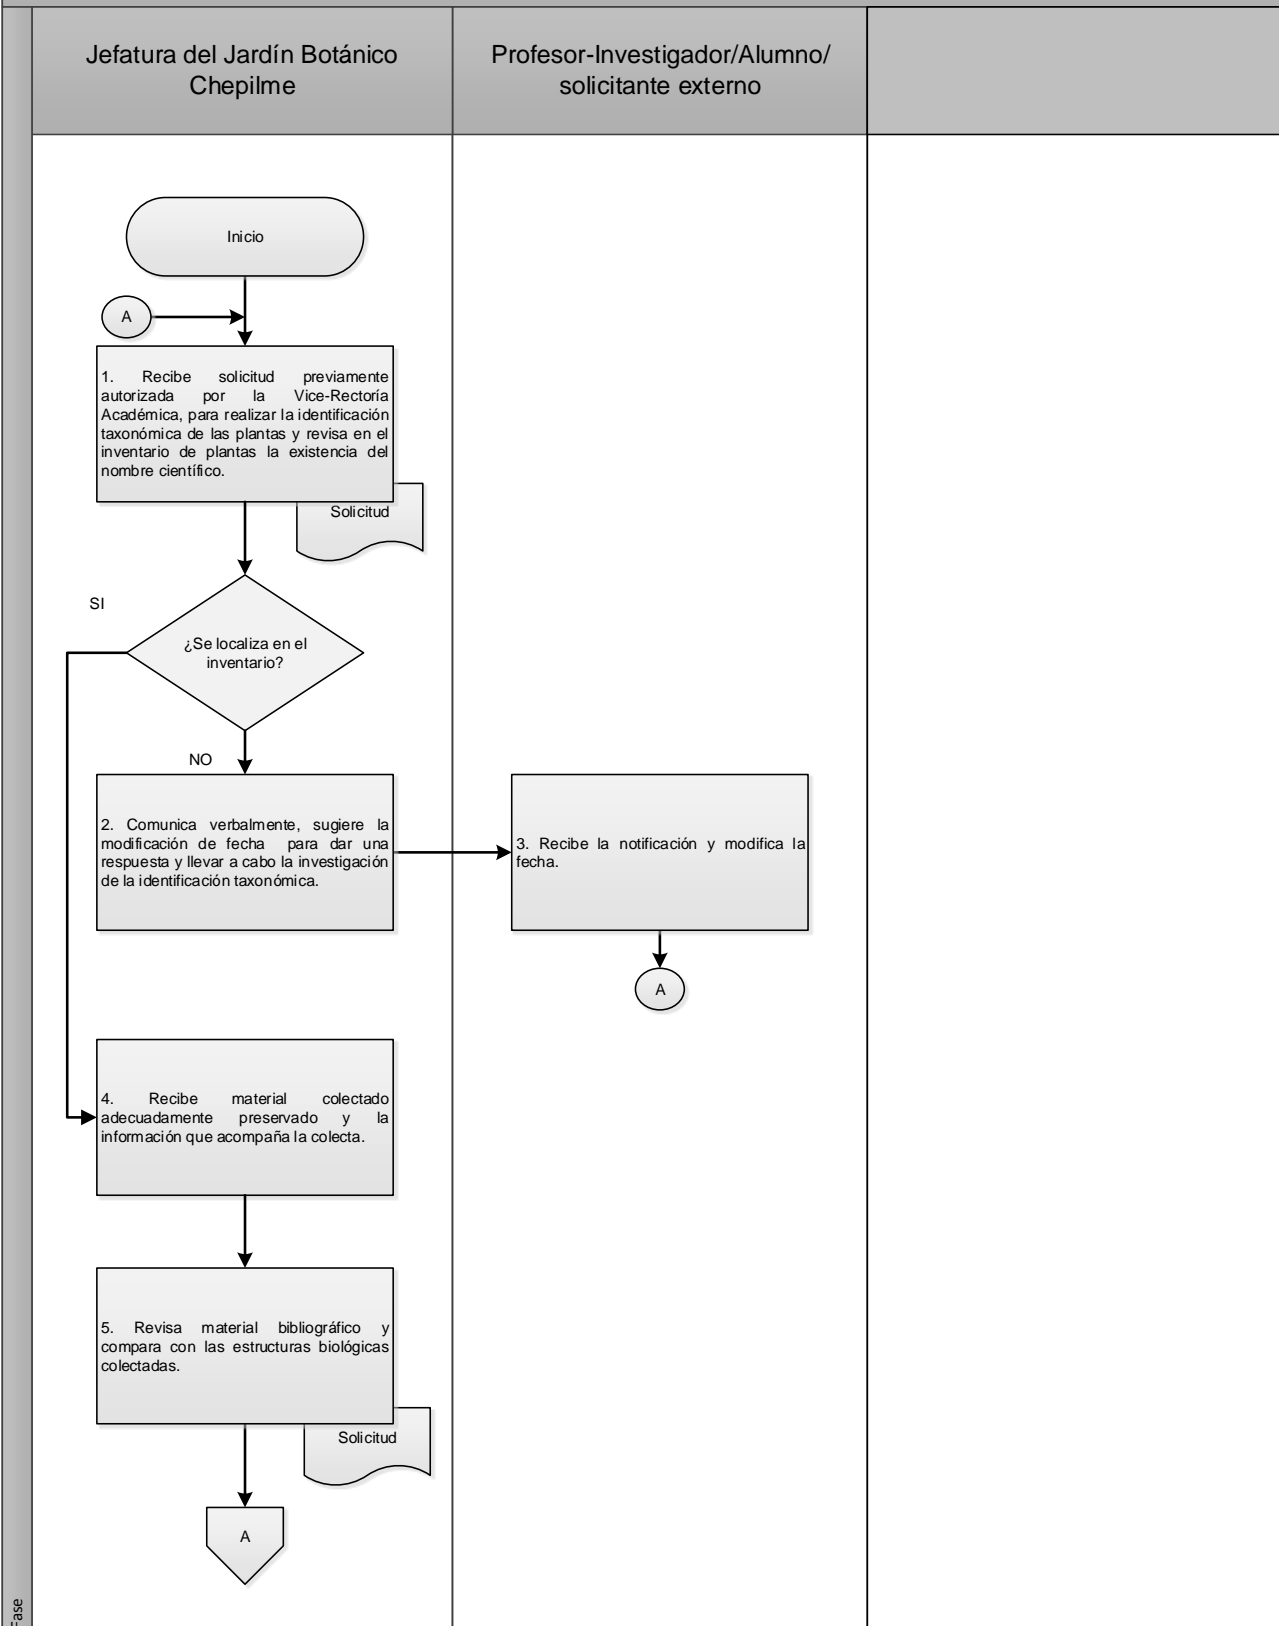 Jefatura del Jardín Botánico
Chepilme
Profesor-Investigador/Alumno/
solicitante externo
Inicio
A
1. Recibe solicitud previamente
autorizada por la Vice-Rectoría
Académica, para realizar la identificación
taxonómica de las plantas y revisa en el
inventario de plantas la existencia del
nombre científico.
Solicitud
SI
¿Se localiza en el
inventario?
NO
2. Comunica verbalmente, sugiere la
modificación de fecha para dar una
respuesta y llevar a cabo la investigación
de la identificación taxonómica.
3. Recibe la notificación y modifica la
fecha.
A
4. Recibe material colectado
adecuadamente preservado y la
información que acompaña la colecta.
5. Revisa material bibliográfico y
compara con las estructuras biológicas
colectadas.
Solicitud
A
Fase